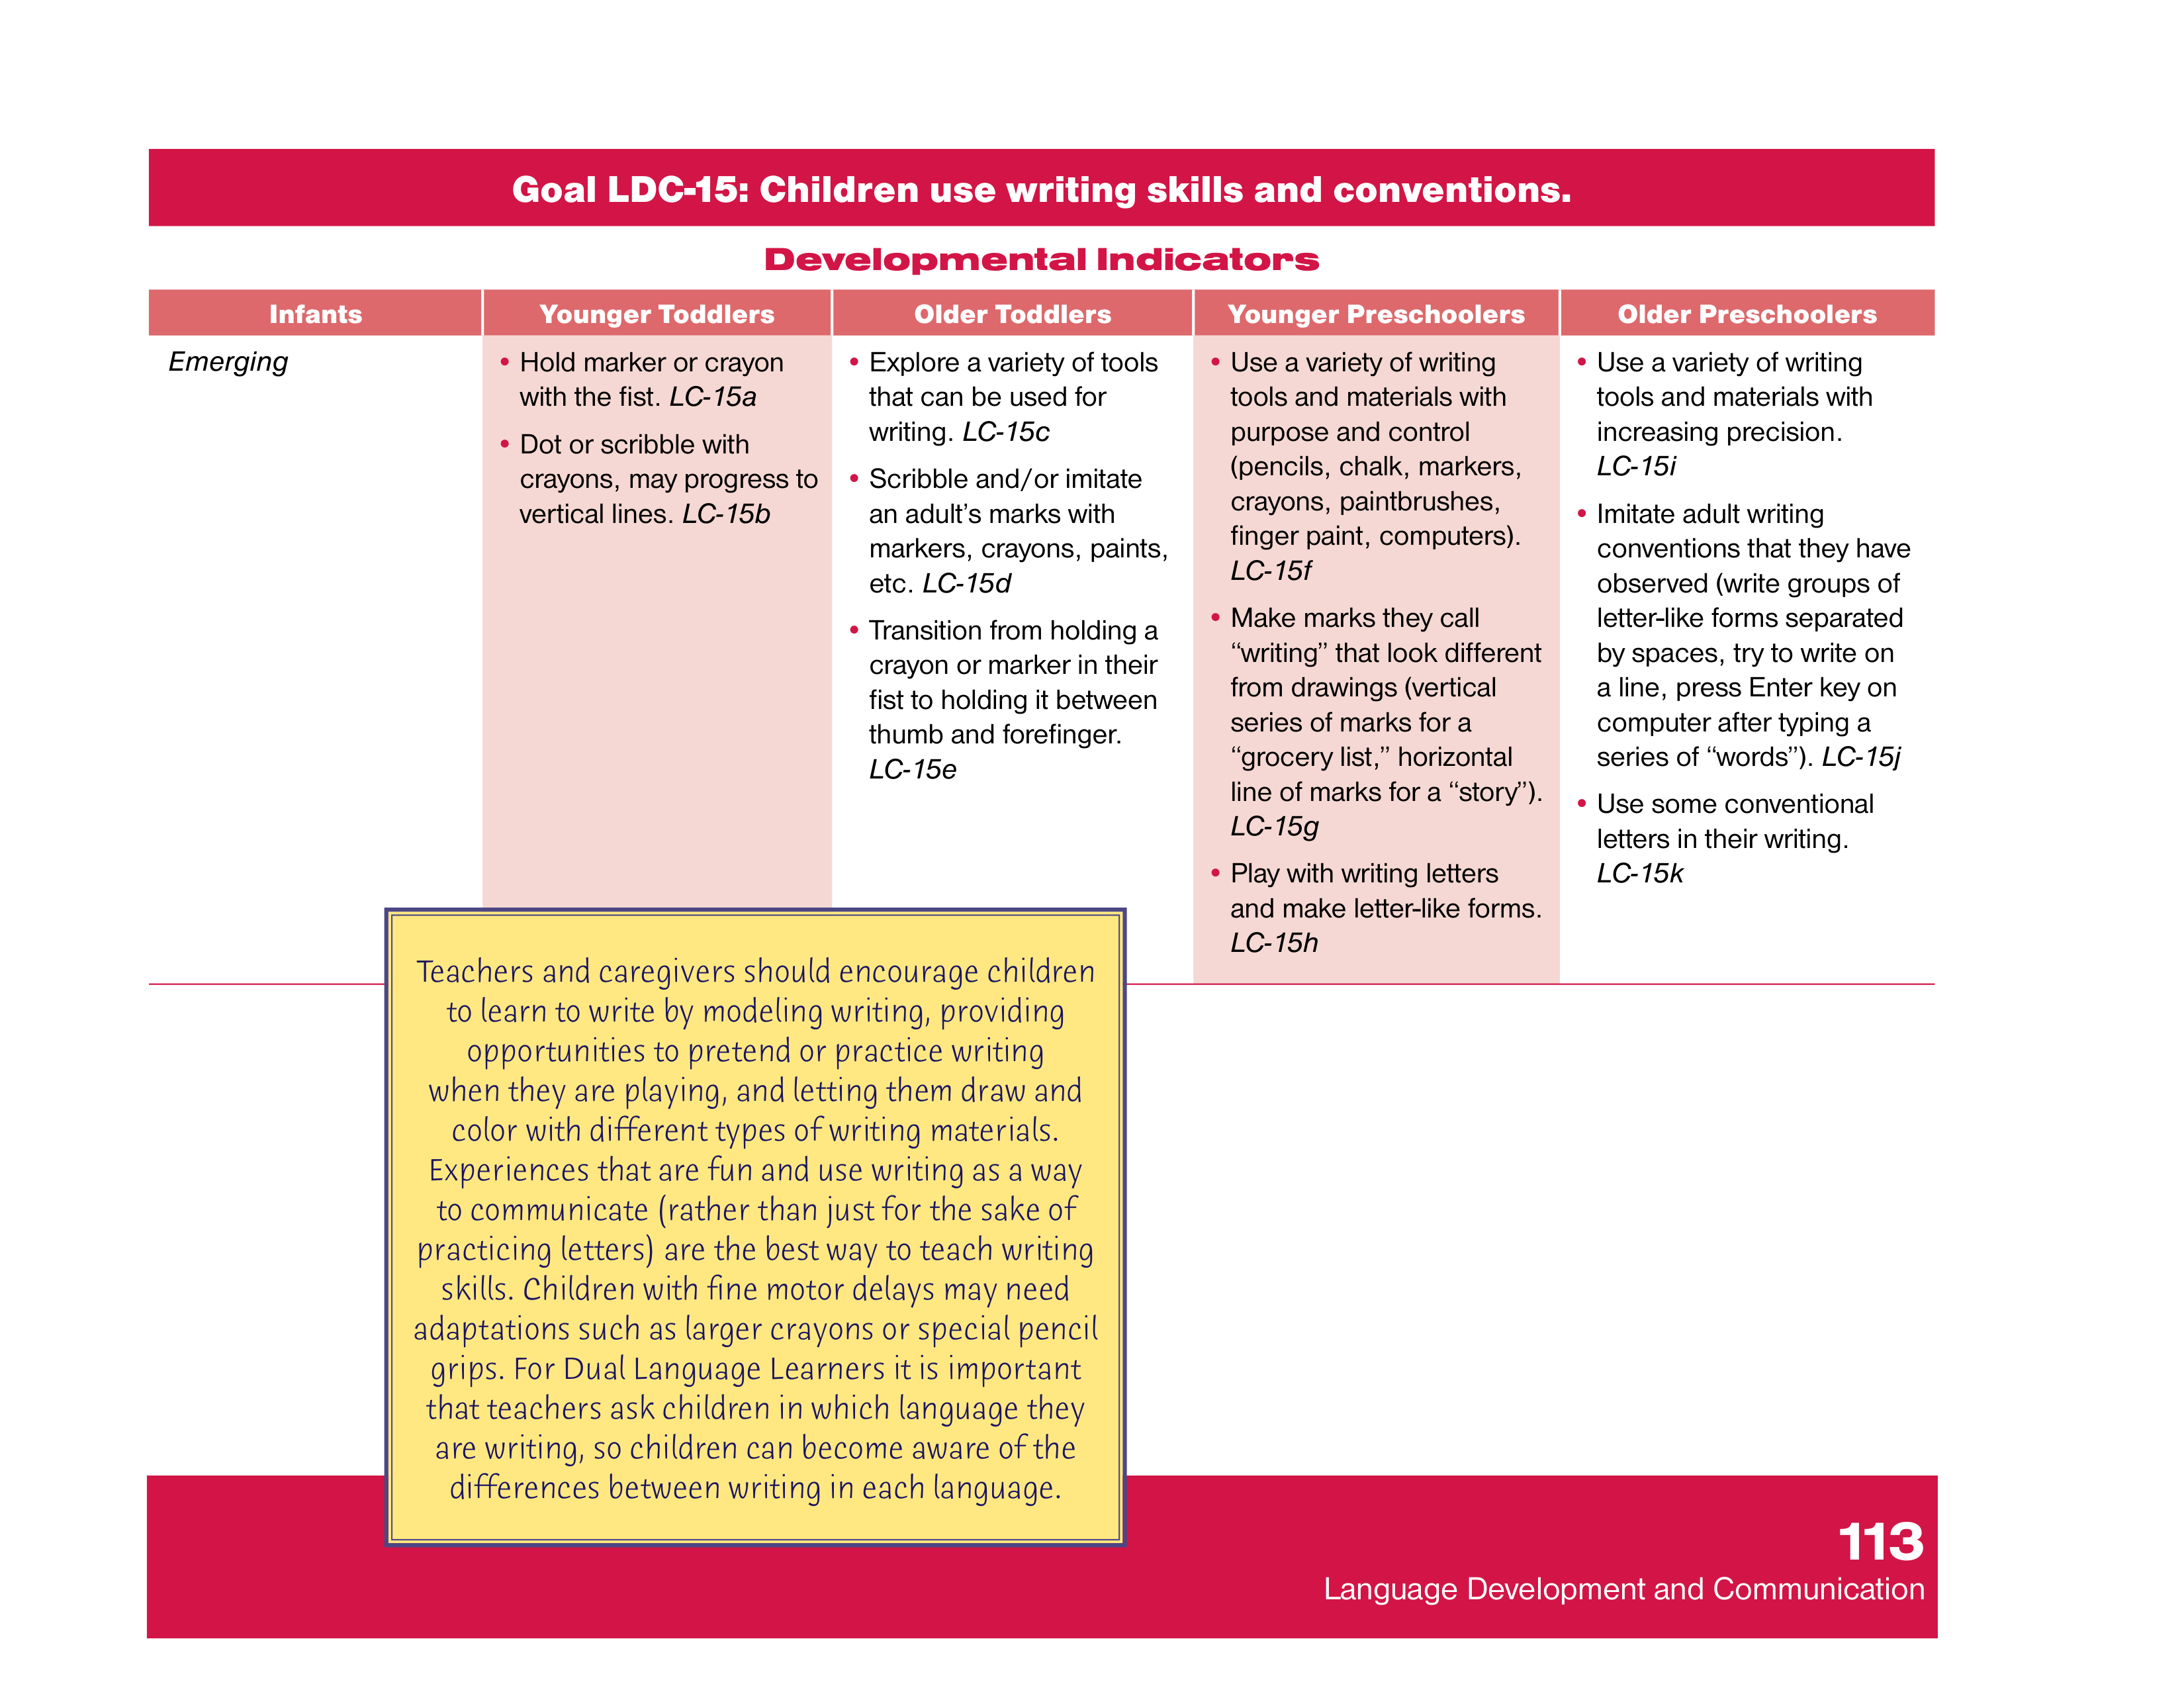 Goal LDC-15: Children use writing skills and conventions.
Developmental Indicators
Infants
Emerging
Younger Toddlers
• Hold marker or crayon
with the fist. LC-15a
• Dot or scribble with
crayons, may progress to
vertical lines. LC-15b
Older Toddlers
• Explore a variety of tools
that can be used for
writing. LC-15c
• Scribble and/or imitate
an adult’s marks with
markers, crayons, paints,
etc. LC-15d
• Transition from holding a
crayon or marker in their
fist to holding it between
thumb and forefinger.
LC-15e
Younger Preschoolers
• Use a variety of writing
tools and materials with
purpose and control
(pencils, chalk, markers,
crayons, paintbrushes,
finger paint, computers).
LC-15f
• Make marks they call
“writing” that look different
from drawings (vertical
series of marks for a
“grocery list,” horizontal
line of marks for a “story”).
LC-15g
• Play with writing letters
and make letter-like forms.
LC-15h
Older Preschoolers
• Use a variety of writing
tools and materials with
increasing precision.
LC-15i
• Imitate adult writing
conventions that they have
observed (write groups of
letter-like forms separated
by spaces, try to write on
a line, press Enter key on
computer after typing a
series of “words”). LC-15j
• Use some conventional
letters in their writing.
LC-15k
Teachers and caregivers should encourage children
to learn to write by modeling writing, providing
opportunities to pretend or practice writing
when they are playing, and letting them draw and
color with different types of writing materials.
Experiences that are fun and use writing as a way
to communicate (rather than just for the sake of
practicing letters) are the best way to teach writing
skills. Children with fine motor delays may need
adaptations such as larger crayons or special pencil
grips. For Dual Language Learners it is important
that teachers ask children in which language they
are writing, so children can become aware of the
differences between writing in each language.
113
Language Development and Communication